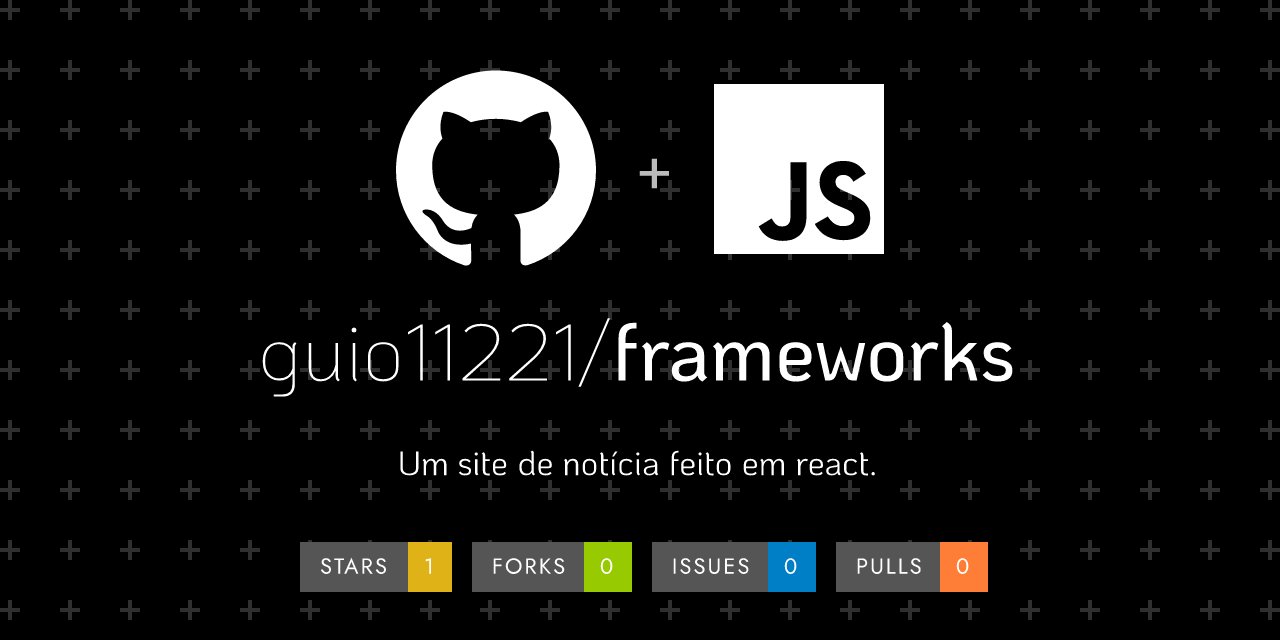 + JS
guio11221/frameworks
Um site de notícia feito em react.
STARS 1 FORKS 0 ISSUES 0 PULLS 0